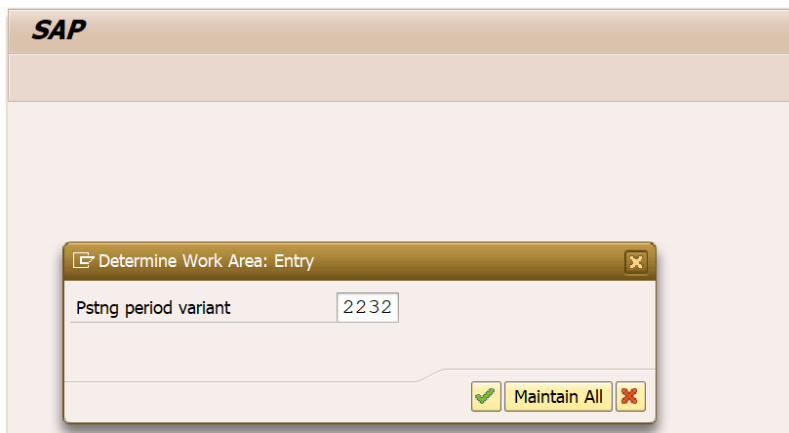 SAP
Determine Work Area: Entry
Pstng period variant 2232
Maintain All